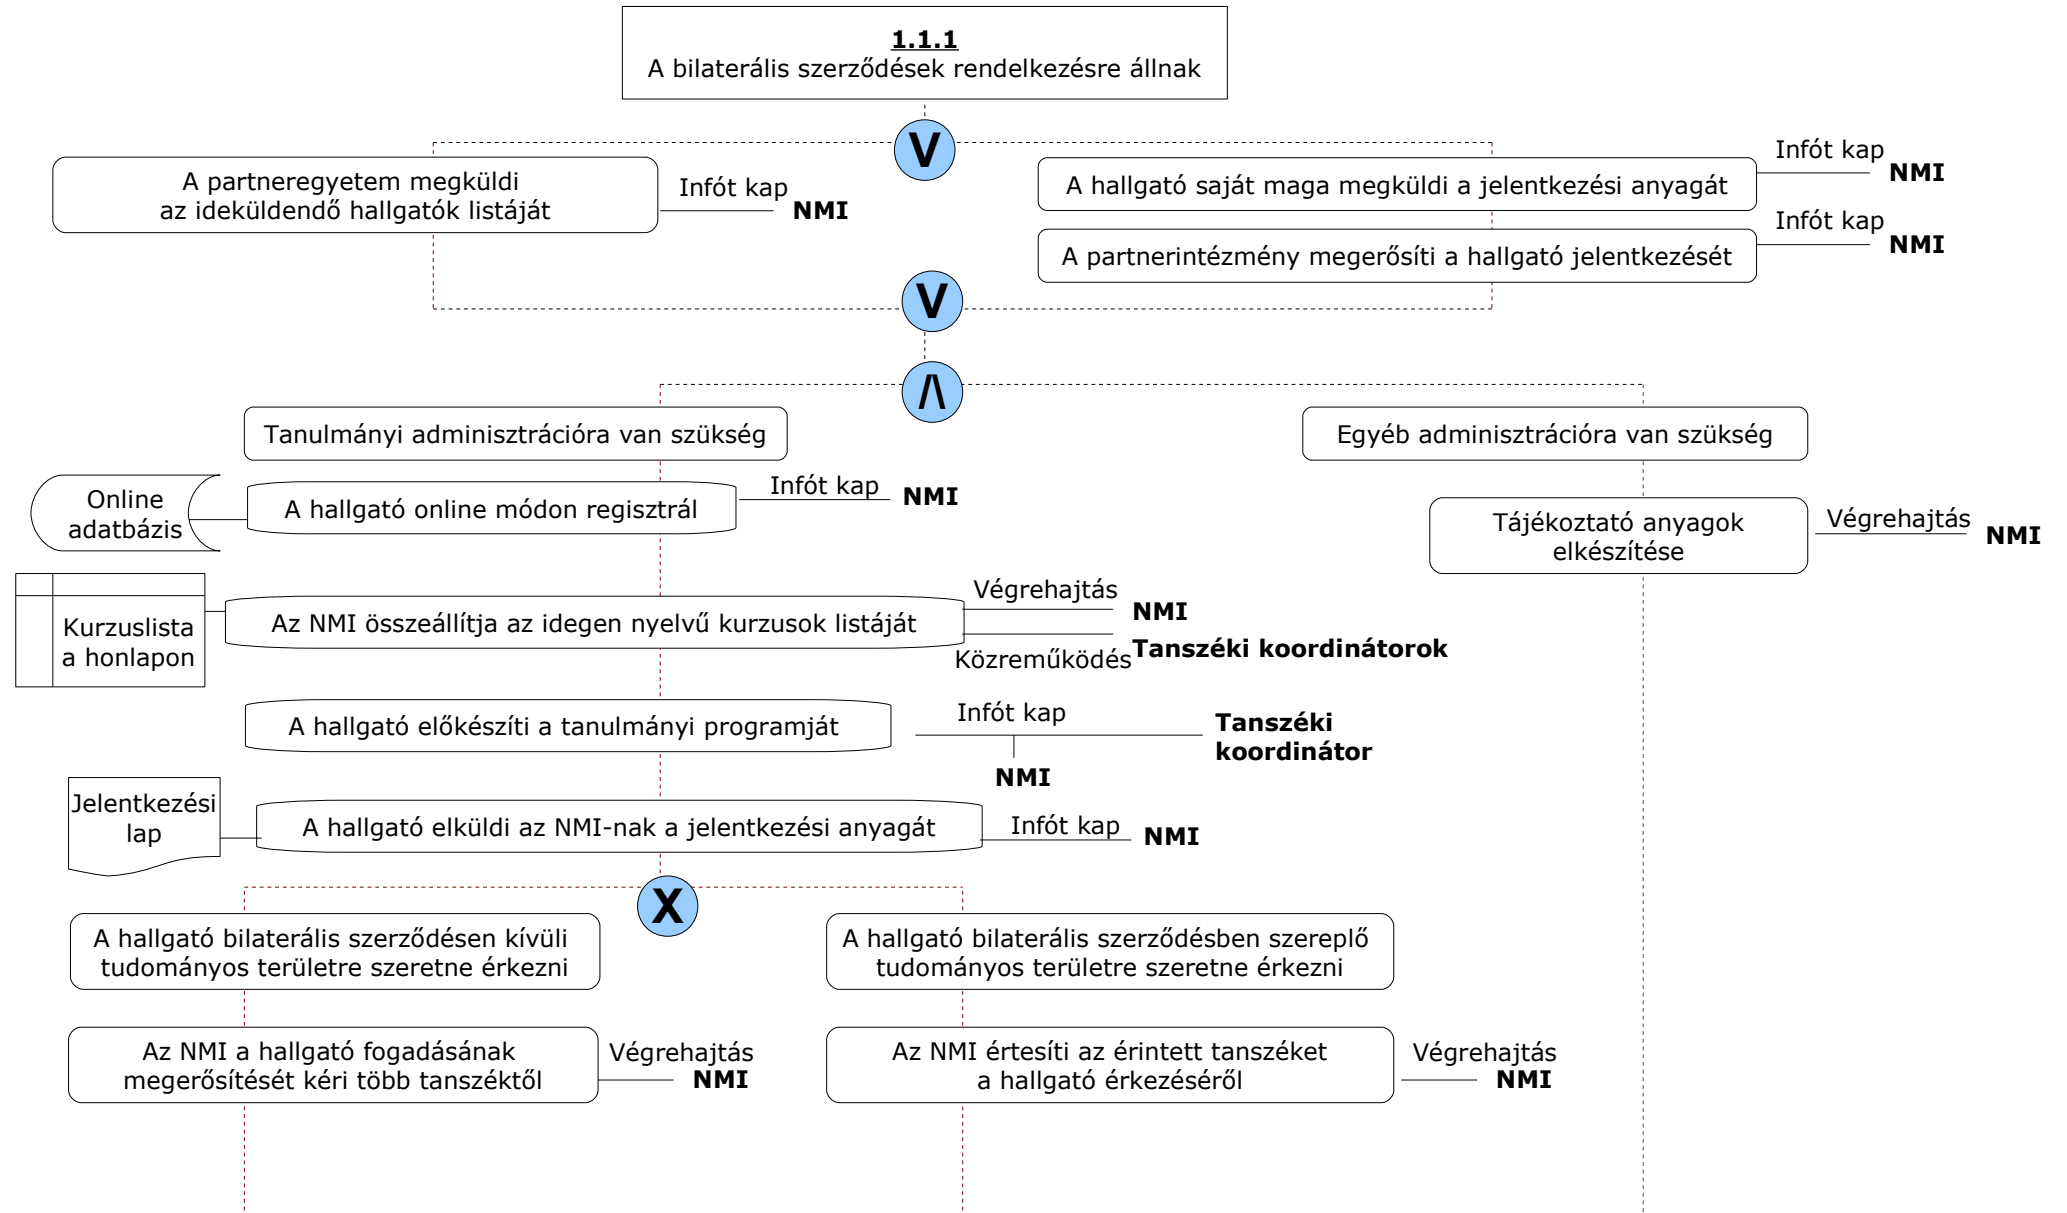 1.1.1
A bilaterális szerződések rendelkezésre állnak
V
A partneregyetem megküldi
az ideküldendő hallgatók listáját
Infót kap
NMI
A hallgató saját maga megküldi a jelentkezési anyagát
Infót kap
NMI
A partnerintézmény megerősíti a hallgató jelentkezését
Infót kap
NMI
V
/\
Tanulmányi adminisztrációra van szükség
Egyéb adminisztrációra van szükség
Online
adatbázis
A hallgató online módon regisztrál
Infót kap
NMI
Tájékoztató anyagok
elkészítése
Végrehajtás
NMI
Kurzuslista
a honlapon
Az NMI összeállítja az idegen nyelvű kurzusok listáját
Végrehajtás
NMI
Közreműködés
Tanszéki koordinátorok
A hallgató előkészíti a tanulmányi programját
Infót kap
Tanszéki
koordinátor
NMI
Jelentkezési
lap
A hallgató elküldi az NMI-nak a jelentkezési anyagát
Infót kap
NMI
X
A hallgató bilaterális szerződésen kívüli
tudományos területre szeretne érkezni
A hallgató bilaterális szerződésben szereplő
tudományos területre szeretne érkezni
Az NMI a hallgató fogadásának
megerősítését kéri több tanszéktől
Végrehajtás
NMI
Az NMI értesíti az érintett tanszéket
a hallgató érkezéséről
Végrehajtás
NMI